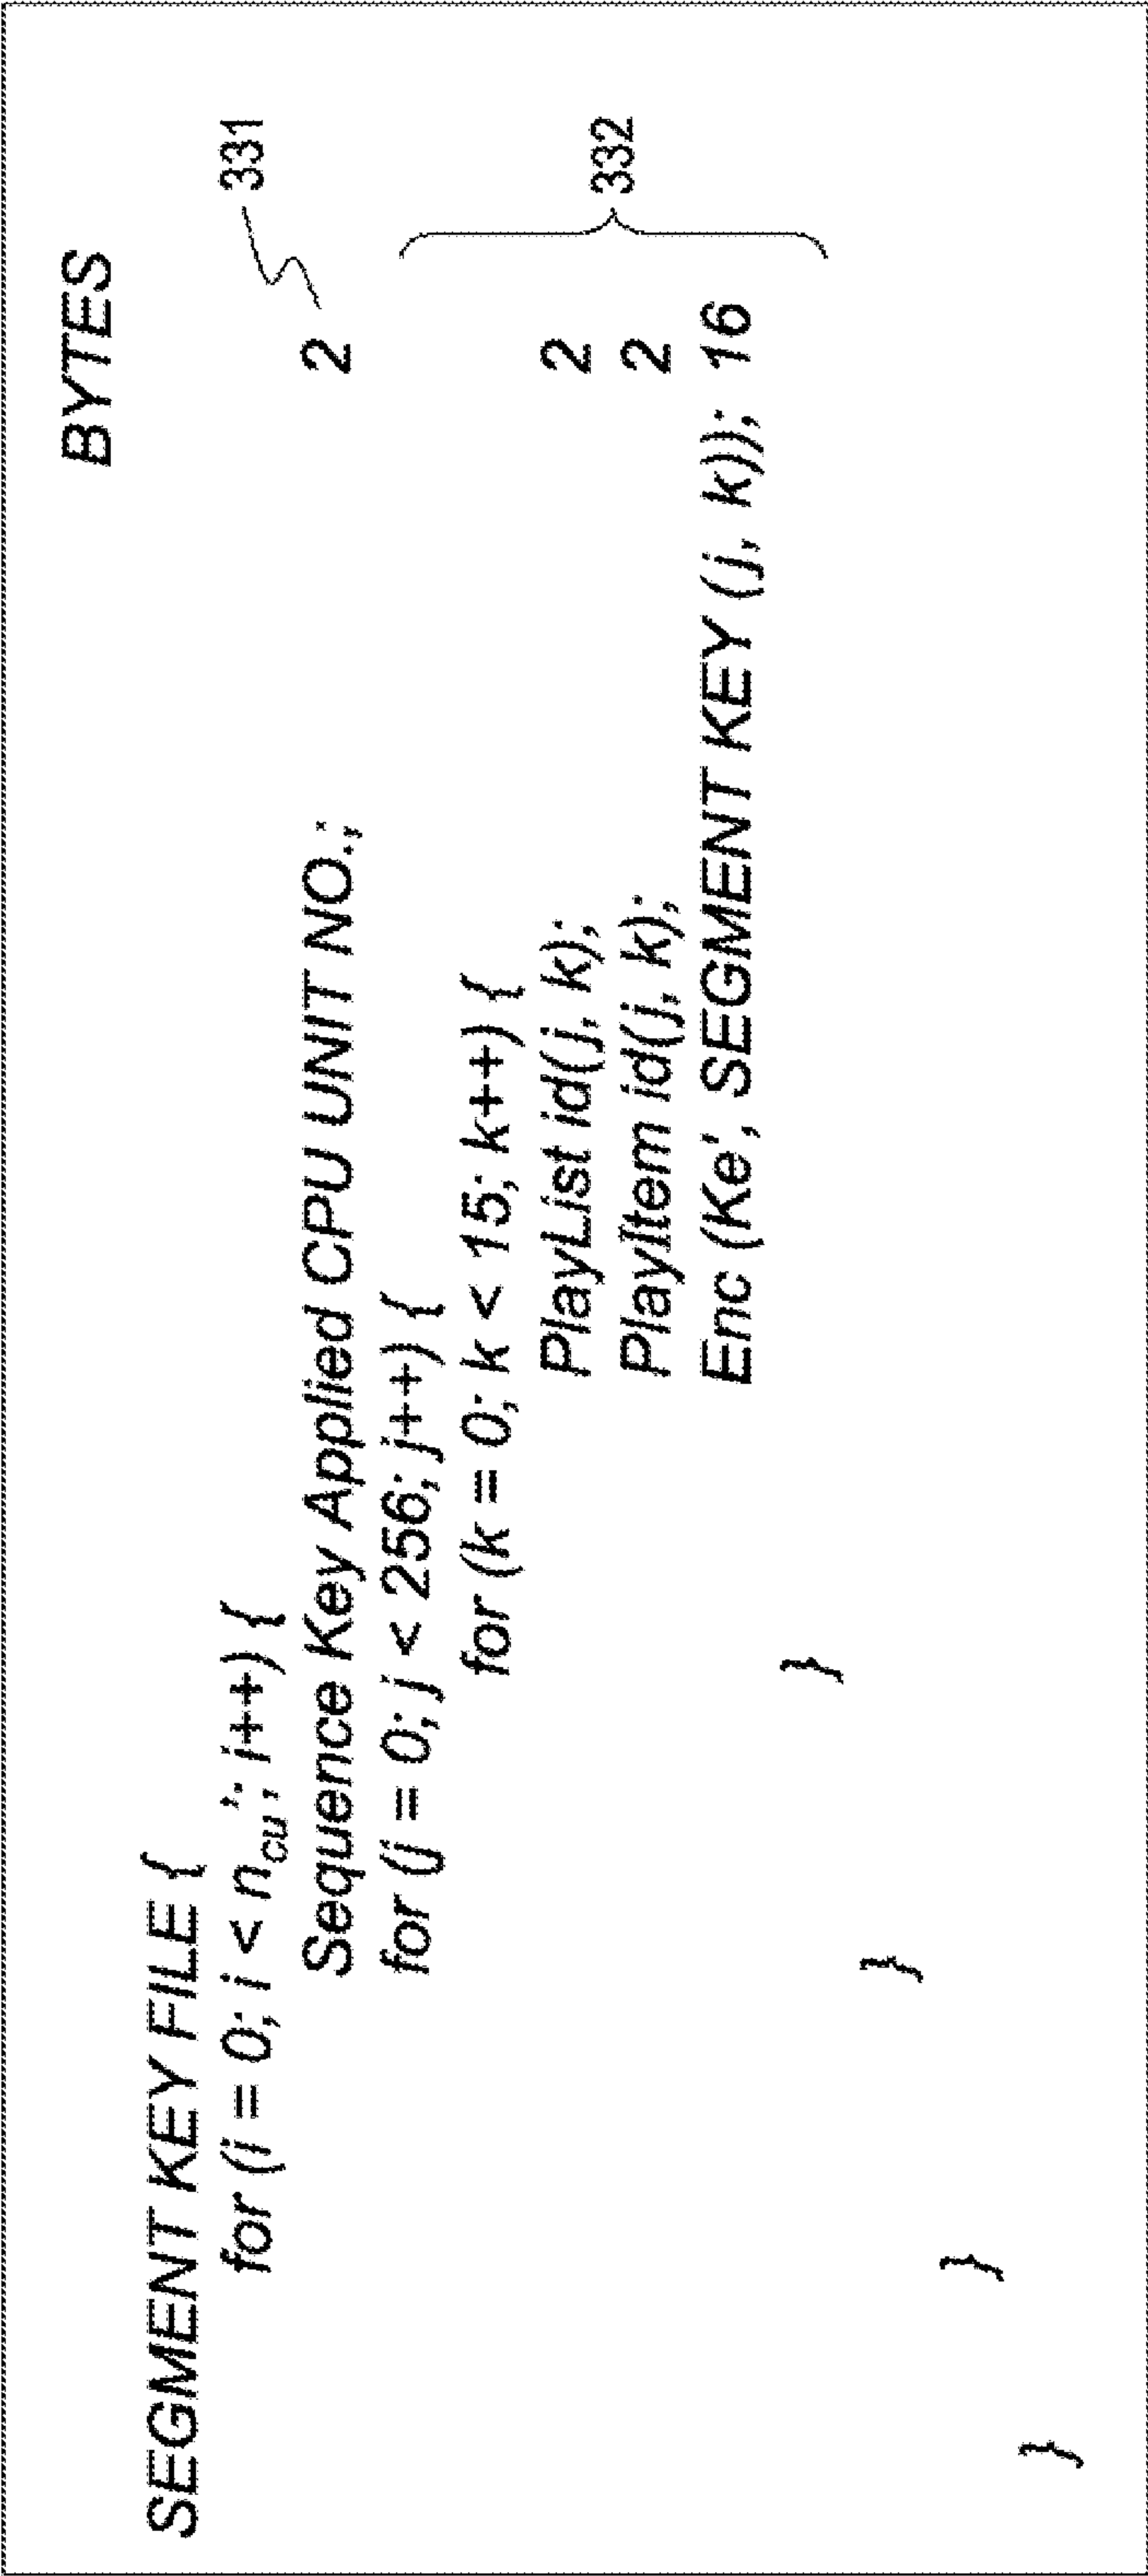 BYTES
SEGMENT KEY FILE {
for (i = 0; i < ncu'; i++) {
Sequence Key Applied CPU UNIT NO.; 2 331
for (j = 0; j < 256; j++) {
for (k = 0; k < 15; k++) {
PlayList id(j, k); 2
PlayItem id(j, k); 2 332
Enc (Ke', SEGMENT KEY (j, k)); 16
}
}
}
}